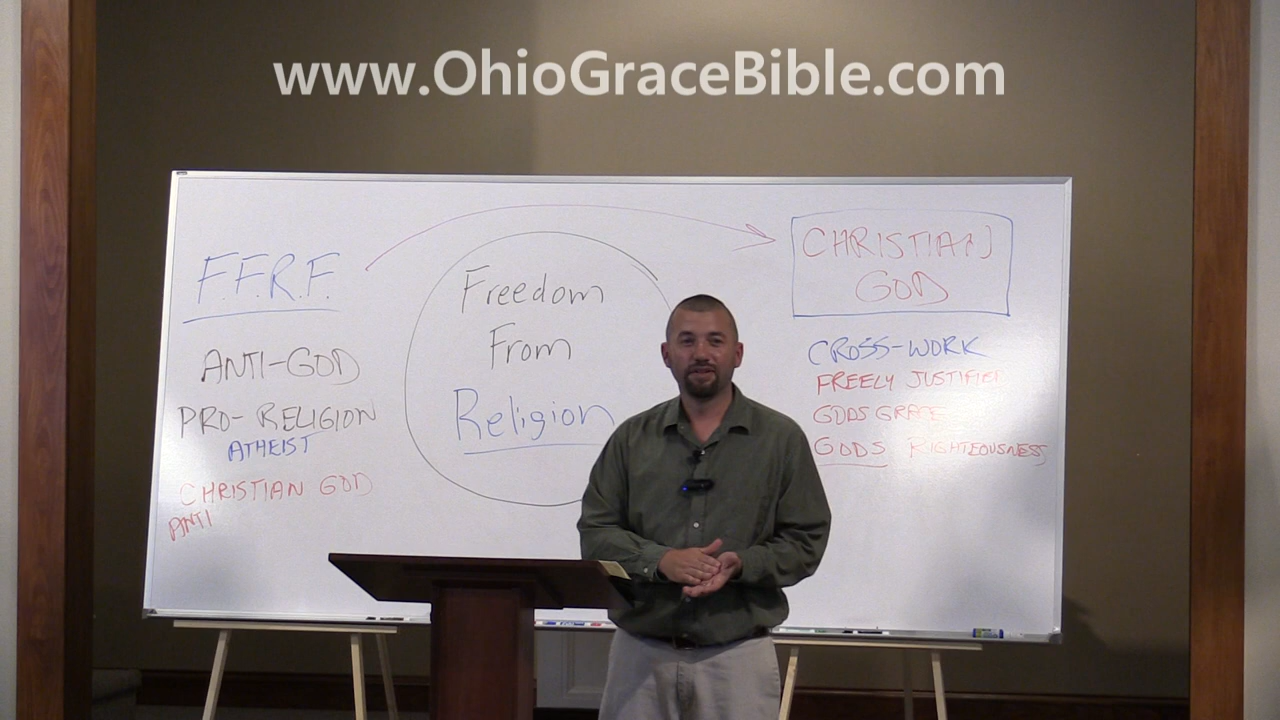 www.OhioGraceBible.com
F.F.R.F.
ANTI-GOD
PRO-RELIGION
ATHEIST
CHRISTIAN GOD
ANTI
Freedom
From
Religion
CHRISTIAN
GOD
CROSS-WORK
FREELY JUSTIFIED
GODS GRACE
GODS RIGHTEOUSNESS